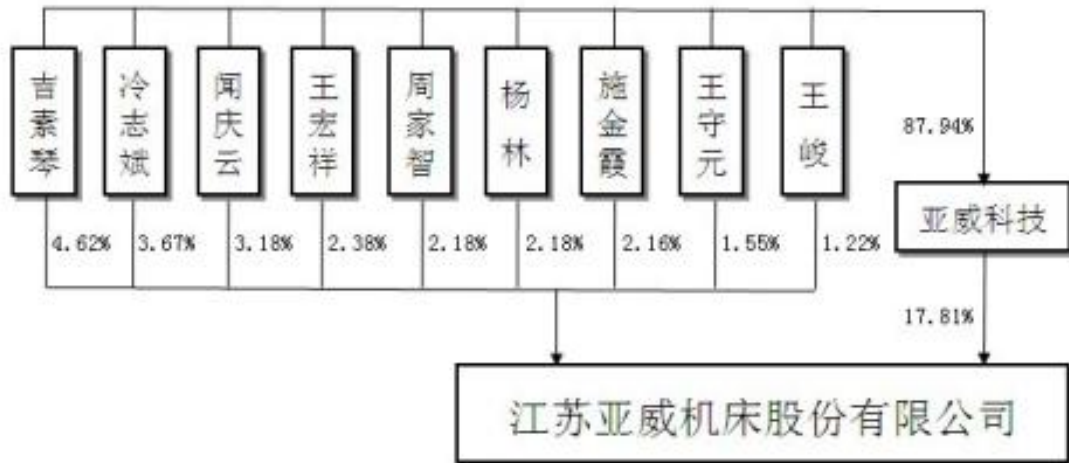 吉素琴
冷志斌
闻庆云
王宏祥
周家智
杨林
施金霞
王守元
王峻
87.94%
亚威科技
4.62%
3.67%
3.18%
2.38%
2.18%
2.18%
2.16%
1.55%
1.22%
17.81%
江苏亚威机床股份有限公司